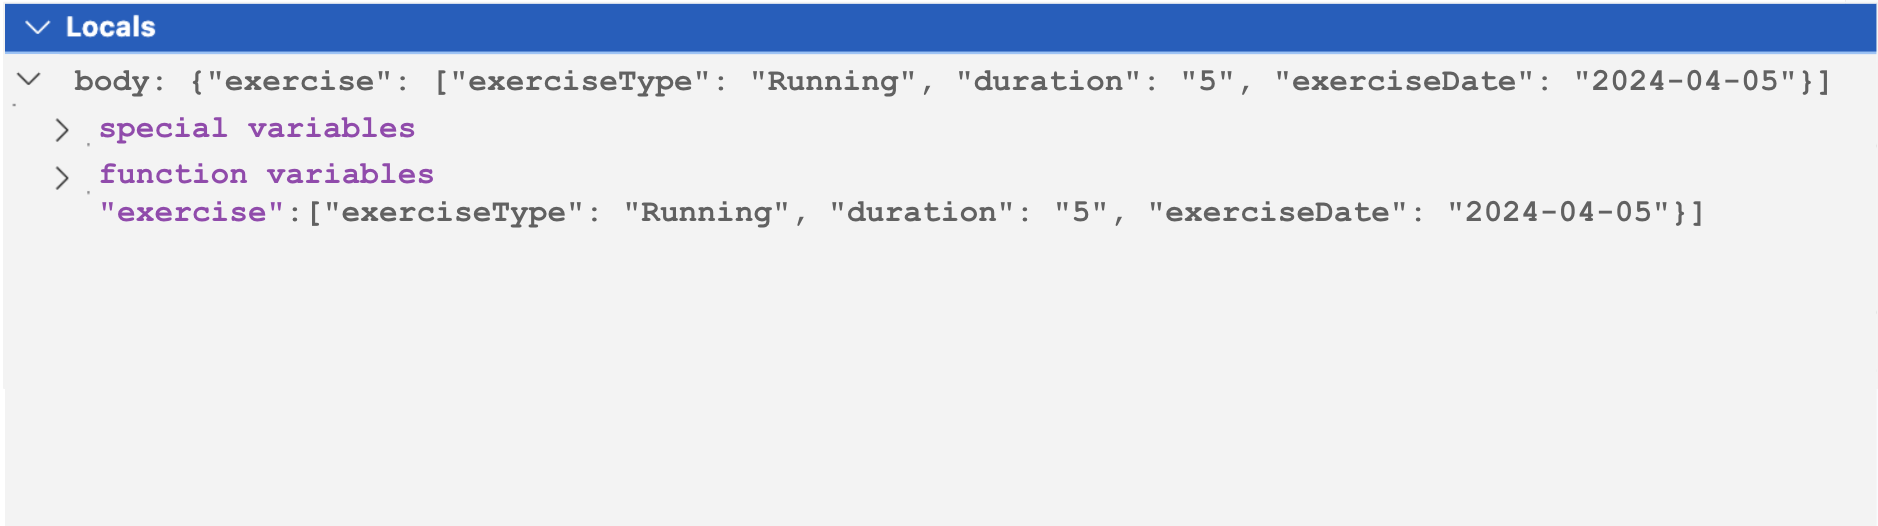 Locals
body: {"exercise": ["exerciseType": "Running", "duration": "5", "exerciseDate": "2024-04-05"}]
special variables
function variables
"exercise":["exerciseType": "Running", "duration": "5", "exerciseDate": "2024-04-05"}]